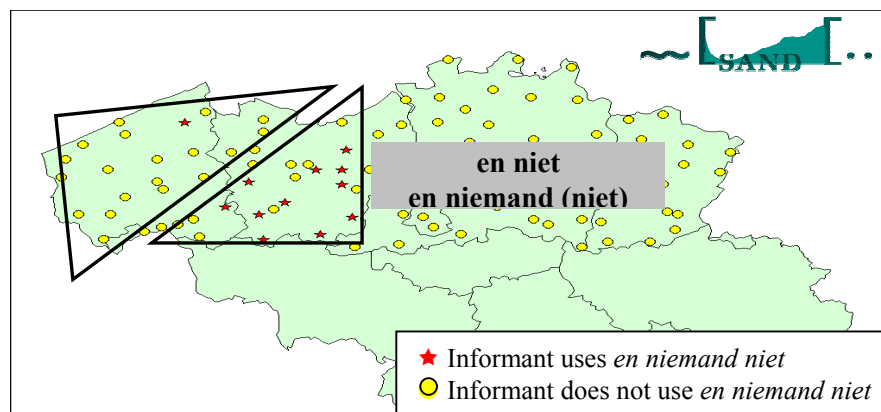 SAND
en niet
en niemand (niet)
Informant uses en niemand niet
Informant does not use en niemand niet